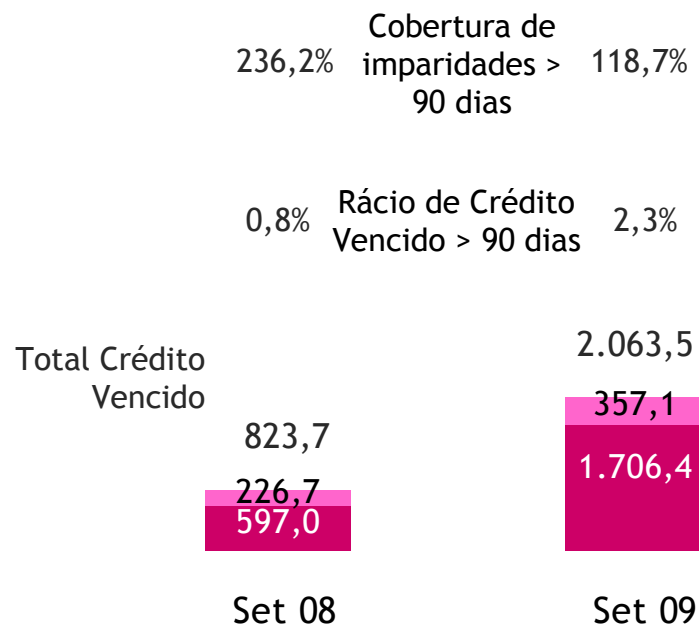 Cobertura de
236,2% imparidades > 118,7%
90 dias
Rácio de Crédito
0,8% 2,3%
Vencido > 90 dias
2.063,5
Total Crédito
Vencido
357,1
823,7
1.706,4
226,7
597,0
Set 08 Set 09